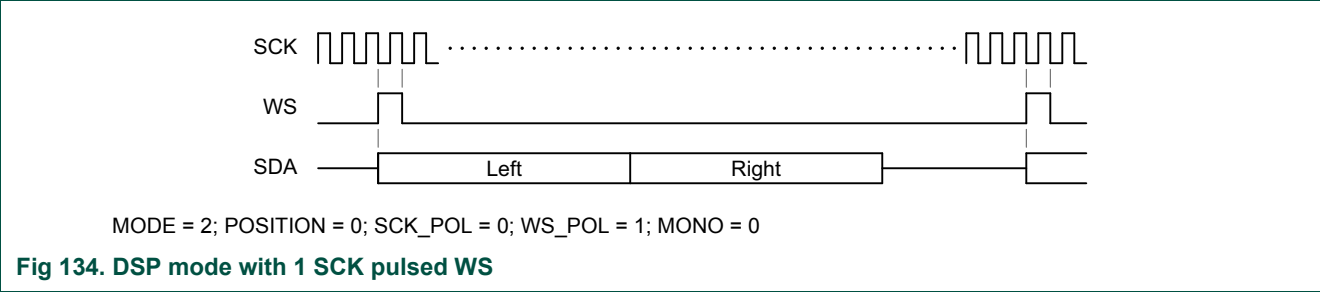 SCK
WS
SDA
Left
Right
MODE = 2; POSITION = 0; SCK_POL = 0; WS_POL = 1; MONO = 0
Fig 134. DSP mode with 1 SCK pulsed WS